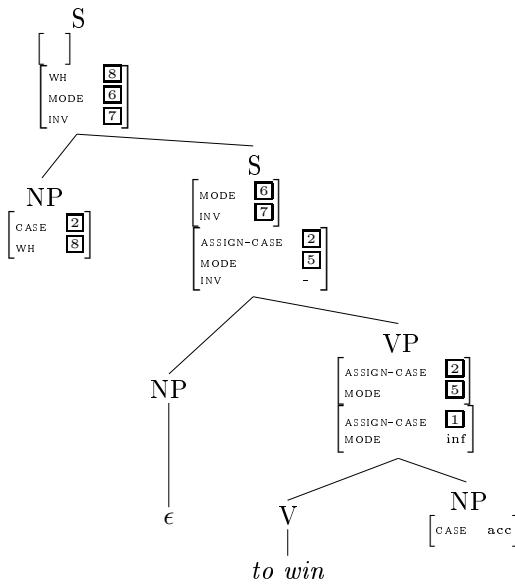 S
WH 8
MODE 6
INV 7
S
NP
MODE 6
INV 7
CASE 2
WH 8
ASSIGN-CASE 2
MODE 5
INV -
VP
NP
ASSIGN-CASE 2
MODE 5
ASSIGN-CASE 1
MODE inf
ϵ
V
NP
CASE acc
to win